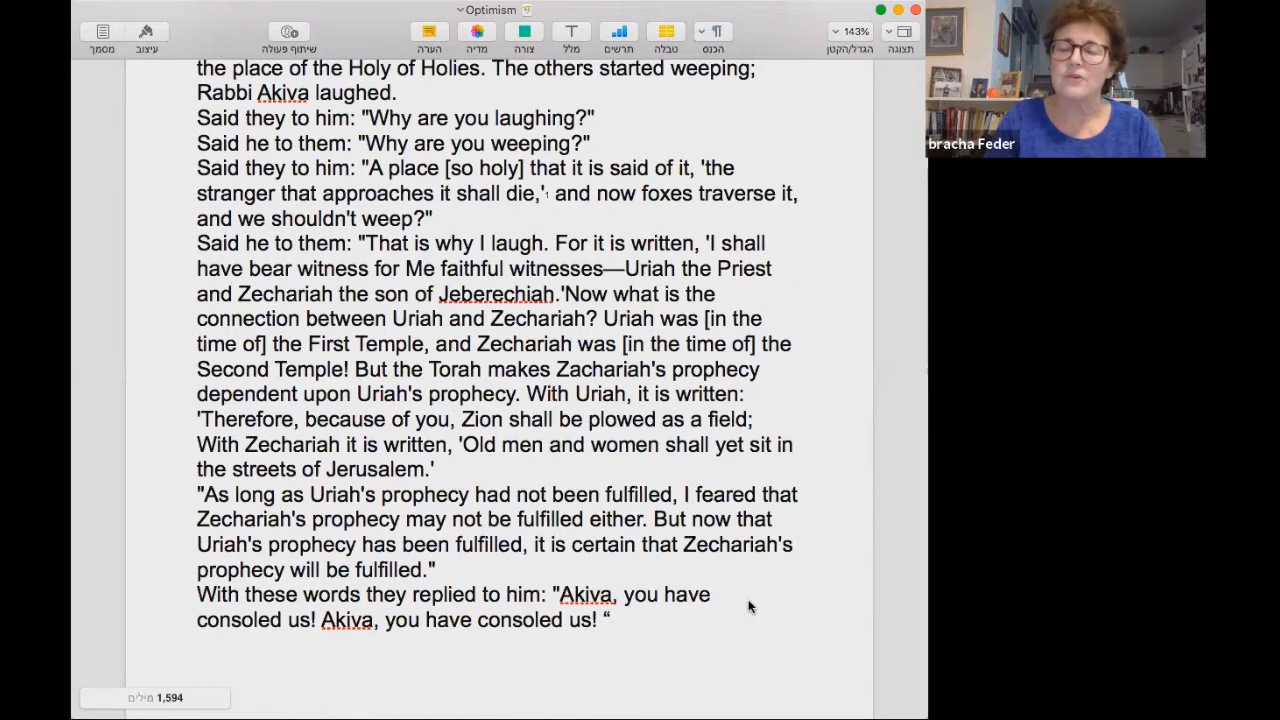 Optimism
מסמך
עיצוב
שיתוף פעולה
הערה
מדיה
צורה
מלל
תרשים
טבלה
הכנס
143%
הגדל/הקטן
תצוגה
the place of the Holy of Holies. The others started weeping;
Rabbi Akiva laughed.
Said they to him: "Why are you laughing?"
Said he to them: "Why are you weeping?"
Said they to him: "A place [so holy] that it is said of it, 'the
stranger that approaches it shall die,'1 and now foxes traverse it,
and we shouldn't weep?"
Said he to them: "That is why I laugh. For it is written, 'I shall
have bear witness for Me faithful witnesses—Uriah the Priest
and Zechariah the son of Jeberechiah.'Now what is the
connection between Uriah and Zechariah? Uriah was [in the
time of] the First Temple, and Zechariah was [in the time of] the
Second Temple! But the Torah makes Zachariah's prophecy
dependent upon Uriah's prophecy. With Uriah, it is written:
'Therefore, because of you, Zion shall be plowed as a field;
With Zechariah it is written, 'Old men and women shall yet sit in
the streets of Jerusalem.'
"As long as Uriah's prophecy had not been fulfilled, I feared that
Zechariah's prophecy may not be fulfilled either. But now that
Uriah's prophecy has been fulfilled, it is certain that Zechariah's
prophecy will be fulfilled."
With these words they replied to him: "Akiva, you have
consoled us! Akiva, you have consoled us! “
1,594 מילים
bracha Feder